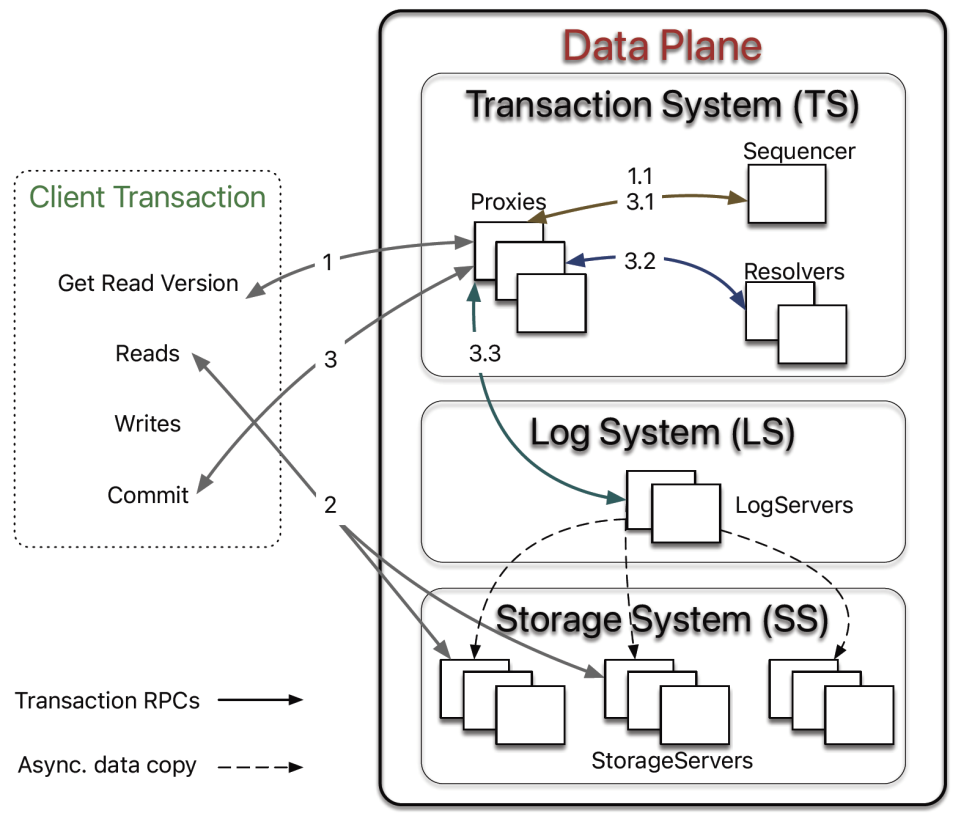 Data Plane
Transaction System (TS)
Sequencer
1.1
3.1
Proxies
Client Transaction
1
3.2
Resolvers
Get Read Version
Reads
3
3.3
Writes
Log System (LS)
Commit
2
LogServers
Storage System (SS)
Transaction RPCs
Async. data copy
StorageServers